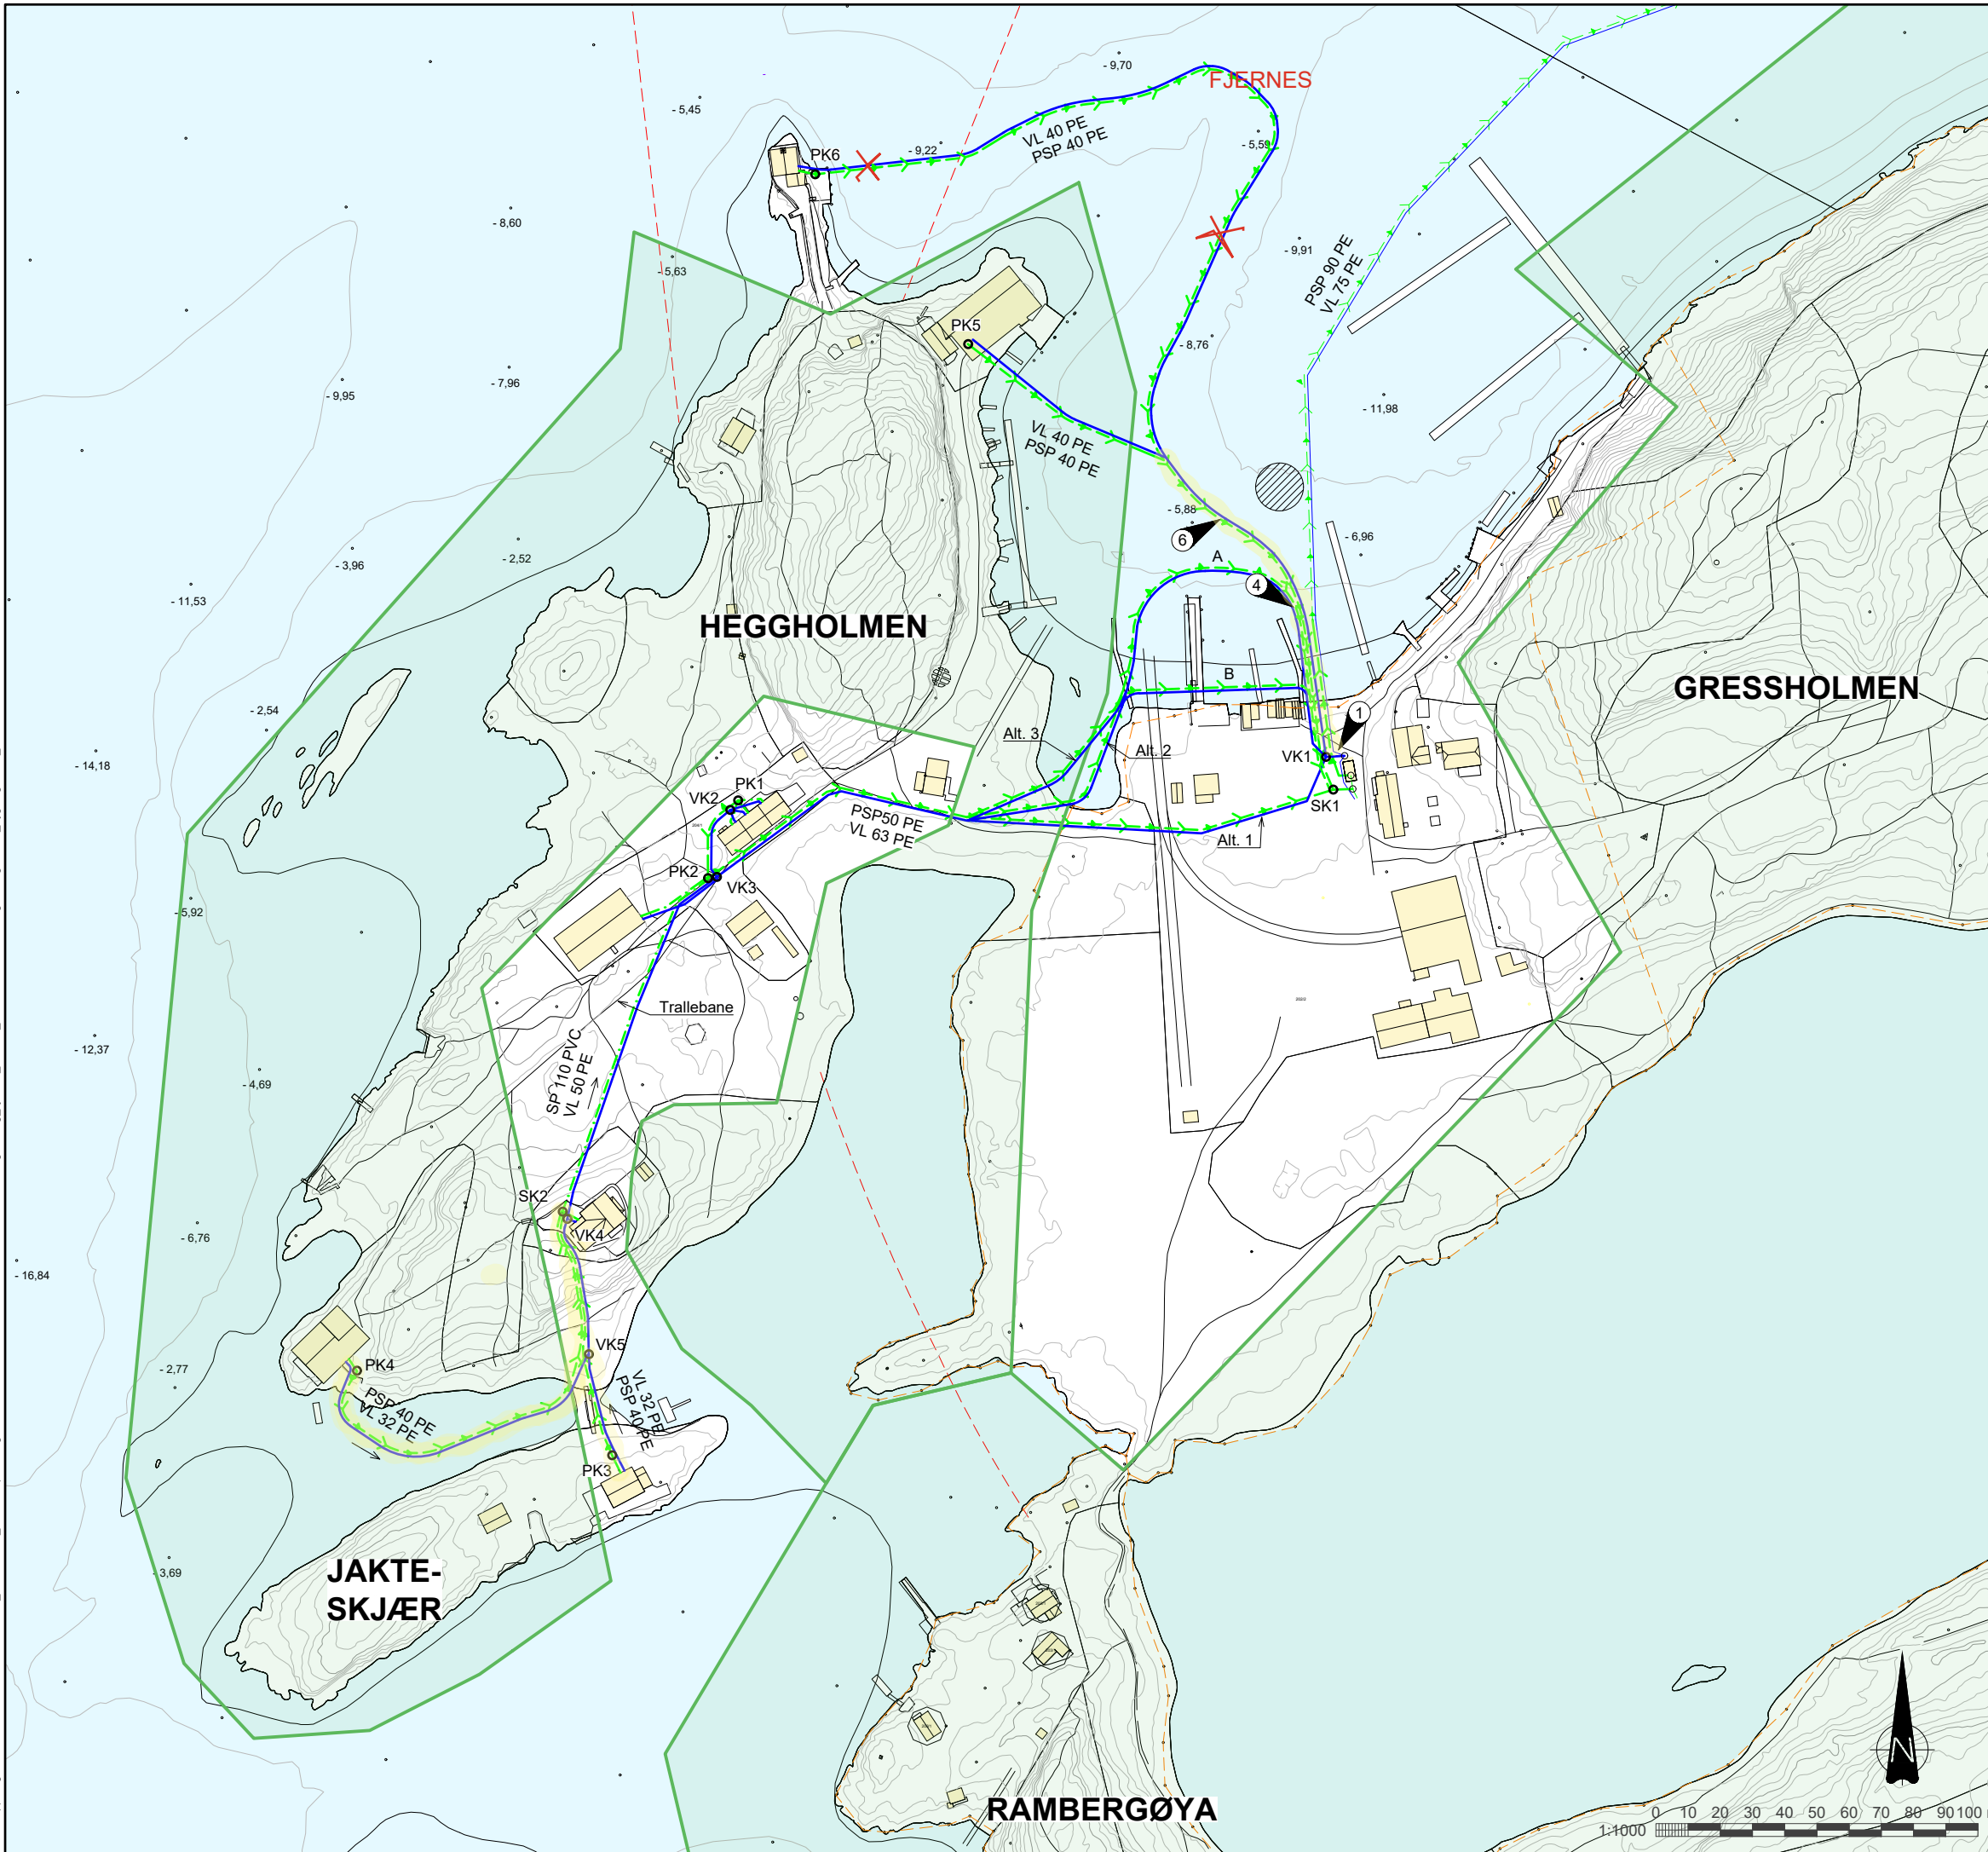 - 9,70
FJERNES
- 5,45
VL 40 PE
PSP 40 PE
- 5,59
PK6
- 9,22
- 8,60
- 5,63
- 9,91
PSP 90 PE
VL 75 PE
PK5
- 8,76
- 7,96
- 9,95
- 11,98
VL 40 PE
PSP 40 PE
- 5,88
6
- 6,96
- 2,52
- 3,96
A
4
- 11,53
HEGGHOLMEN
B
GRESSHOLMEN
- 2,54
1
Alt. 3
Alt. 2
VK1
- 14,18
PK1
VK2
SK1
PSP50 PE
VL 63 PE
Alt. 1
PK2
VK3
- 5,92
Trallebane
SP 110 PVC
VL 50 PE
- 12,37
- 4,69
SK2
VK4
- 6,76
- 16,84
VK5
PK4
- 2,77
PSP 40 PE
VL 32 PE
VL 32 PE
PSP 40 PE
PK3
JAKTE-
SKJÆR
- 3,69
N
RAMBERGØYA
0 10 20 30 40 50 60 70 80 90 100
1:1000